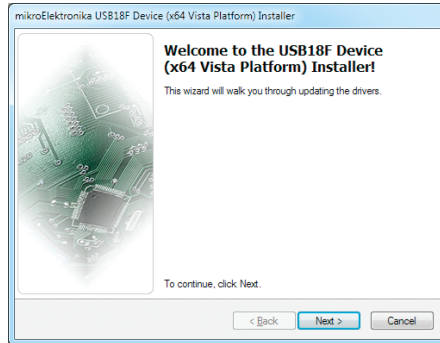 mikroElektronika USB18F Device (x64 Vista Platform) Installer
Welcome to the USB18F Device
(x64 Vista Platform) Installer!
This wizard will walk you through updating the drivers.
To continue, click Next.
< Back
Next >
Cancel